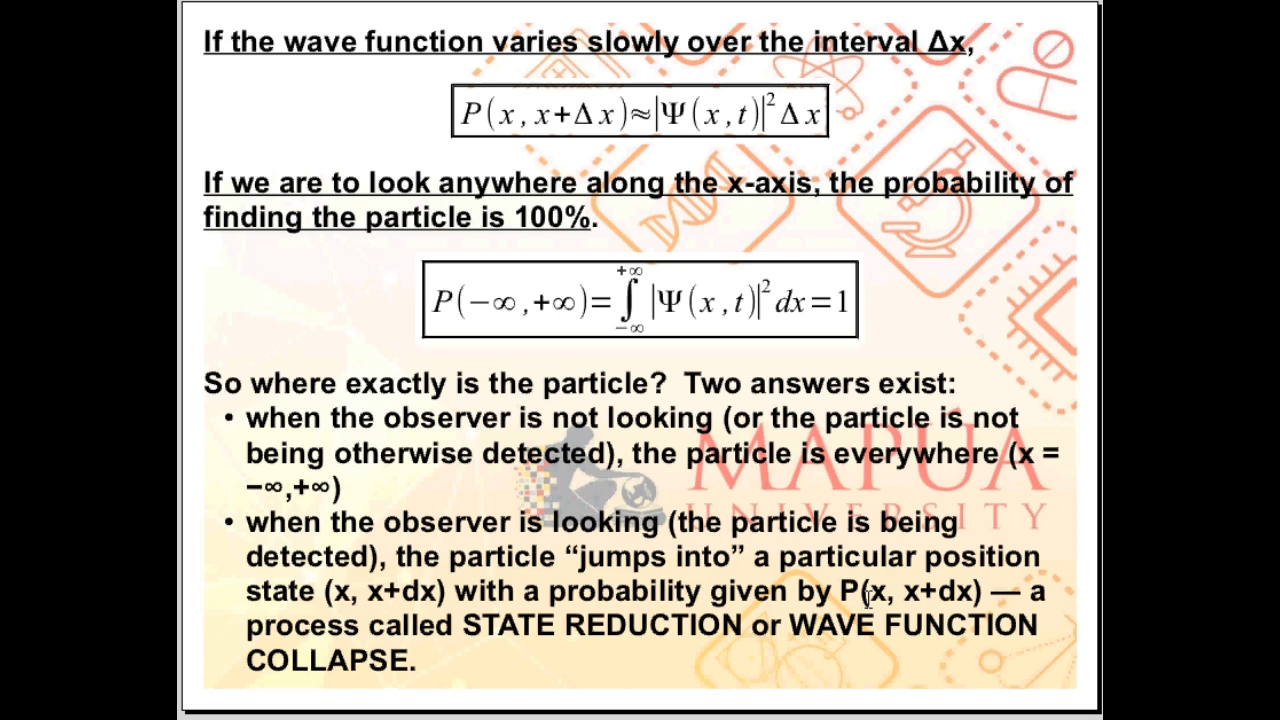 If the wave function varies slowly over the interval Δx,
P(x, x+Δx)≈|Ψ(x,t)|² Δx
If we are to look anywhere along the x-axis, the probability of
finding the particle is 100%.
P(−∞,+∞)=∫₋∞⁺∞ |Ψ(x,t)|² dx=1
So where exactly is the particle?  Two answers exist:
• when the observer is not looking (or the particle is not
being otherwise detected), the particle is everywhere (x =
−∞,+∞)
• when the observer is looking (the particle is being
detected), the particle “jumps into” a particular position
state (x, x+dx) with a probability given by P(x, x+dx) — a
process called STATE REDUCTION or WAVE FUNCTION
COLLAPSE.
MAPÚA
UNIVERSITY